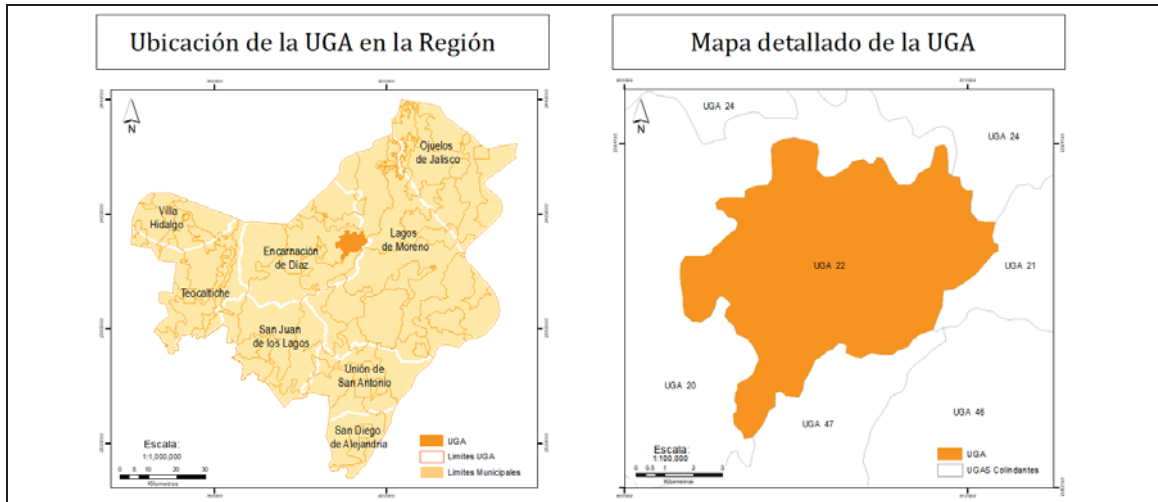 Ubicación de la UGA en la Región
N
Ojuelos
de Jalisco
Villa
Hidalgo
Lagos
de Moreno
Encarnación
de Díaz
Teocaltiche
San Juan
de los Lagos
Unión de
San Antonio
San Diego
de Alejandria
Escala:
1:1,000,000
0 5 10 20 30
Kilometros
UGA
Limites UGA
Limites Municipales
Mapa detallado de la UGA
N
UGA 24
UGA 24
UGA 22
UGA 21
UGA 20
UGA 47
UGA 46
Escala:
1:100,000
0 0.5 1 2 3
Kilometros
UGA
UGAS Colindantes